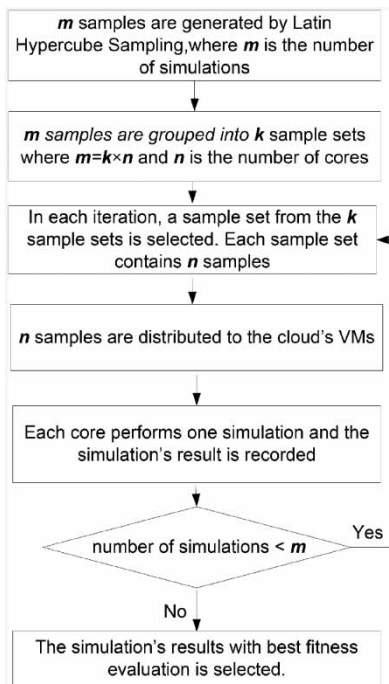 m samples are generated by Latin
Hypercube Sampling,where m is the number
of simulations
m samples are grouped into k sample sets
where m=k×n and n is the number of cores
In each iteration, a sample set from the k
sample sets is selected. Each sample set
contains n samples
n samples are distributed to the cloud's VMs
Each core performs one simulation and the
simulation's result is recorded
number of simulations < m
Yes
No
The simulation's results with best fitness
evaluation is selected.